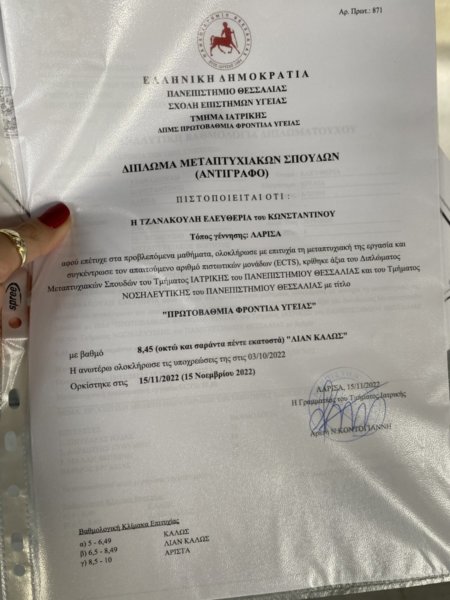 Αρ. Πρωτ.: 871
ΕΛΛΗΝΙΚΗ ΔΗΜΟΚΡΑΤΙΑ
ΠΑΝΕΠΙΣΤΗΜΙΟ ΘΕΣΣΑΛΙΑΣ
ΣΧΟΛΗ ΕΠΙΣΤΗΜΩΝ ΥΓΕΙΑΣ
ΤΜΗΜΑ ΙΑΤΡΙΚΗΣ
ΔΠΜΣ ΠΡΩΤΟΒΑΘΜΙΑ ΦΡΟΝΤΙΔΑ ΥΓΕΙΑΣ
ΔΙΠΛΩΜΑ ΜΕΤΑΠΤΥΧΙΑΚΩΝ ΣΠΟΥΔΩΝ
(ΑΝΤΙΓΡΑΦΟ)
ΠΙΣΤΟΠΟΙΕΙΤΑΙ ΟΤΙ :
Η ΤΖΑΝΑΚΟΥΛΗ ΕΛΕΥΘΕΡΙΑ του ΚΩΝΣΤΑΝΤΙΝΟΥ
Τόπος γέννησης: ΛΑΡΙΣΑ
αφού επέτυχε στα προβλεπόμενα μαθήματα, ολοκλήρωσε με επιτυχία τη μεταπτυχιακή της εργασία και
συγκέντρωσε τον απαιτούμενο αριθμό πιστωτικών μονάδων (ECTS), κρίθηκε άξια του Διπλώματος
Μεταπτυχιακών Σπουδών του Τμήματος ΙΑΤΡΙΚΗΣ του ΠΑΝΕΠΙΣΤΗΜΙΟΥ ΘΕΣΣΑΛΙΑΣ και του Τμήματος
ΝΟΣΗΛΕΥΤΙΚΗΣ του ΠΑΝΕΠΙΣΤΗΜΙΟΥ ΘΕΣΣΑΛΙΑΣ με τίτλο
"ΠΡΩΤΟΒΑΘΜΙΑ ΦΡΟΝΤΙΔΑ ΥΓΕΙΑΣ"
με βαθμό 8,45 (οκτώ και σαράντα πέντε εκατοστά) "ΛΙΑΝ ΚΑΛΩΣ"
Η ανωτέρω ολοκλήρωσε τις υποχρεώσεις της στις 03/10/2022
Ορκίστηκε στις 15/11/2022 (15 Νοεμβρίου 2022)
ΛΑΡΙΣΑ, 15/11/2022
Η Γραμματέας του Τμήματος Ιατρικής
Ν. ΚΟΝΤΟΓΙΑΝΝΗ
Βαθμολογική Κλίμακα Επιτυχίας
α) 5 - 6,49 ΚΑΛΩΣ
β) 6,5 - 8,49 ΛΙΑΝ ΚΑΛΩΣ
γ) 8,5 - 10 ΑΡΙΣΤΑ
spree